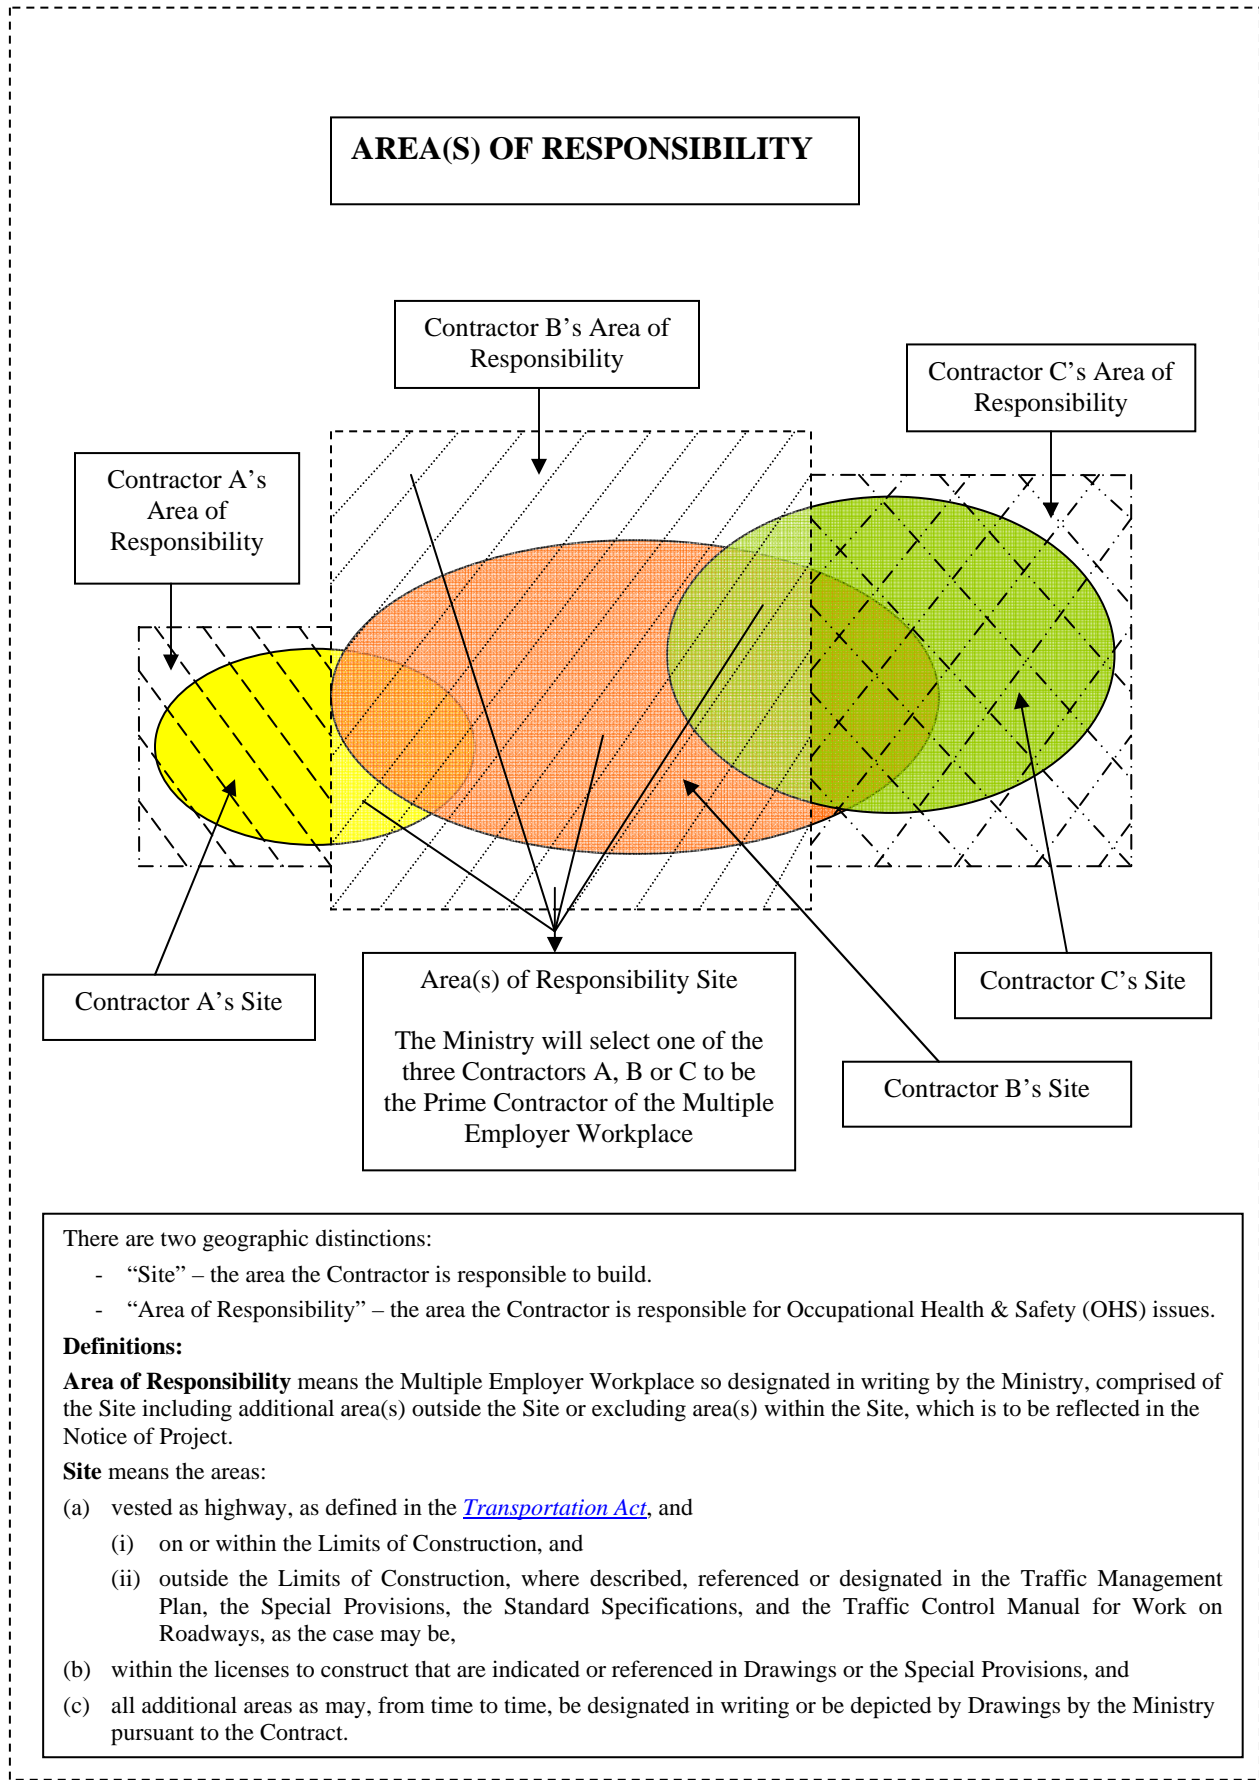 AREA(S) OF RESPONSIBILITY
Contractor B’s Area of
Responsibility
Contractor C’s Area of
Responsibility
Contractor A’s
Area of
Responsibility
Contractor A’s Site
Area(s) of Responsibility Site
The Ministry will select one of the
three Contractors A, B or C to be
the Prime Contractor of the Multiple
Employer Workplace
Contractor C’s Site
Contractor B’s Site
There are two geographic distinctions:
- “Site” – the area the Contractor is responsible to build.
- “Area of Responsibility” – the area the Contractor is responsible for Occupational Health & Safety (OHS) issues.
Definitions:
Area of Responsibility means the Multiple Employer Workplace so designated in writing by the Ministry, comprised of
the Site including additional area(s) outside the Site or excluding area(s) within the Site, which is to be reflected in the
Notice of Project.
Site means the areas:
(a) vested as highway, as defined in the Transportation Act, and
(i) on or within the Limits of Construction, and
(ii) outside the Limits of Construction, where described, referenced or designated in the Traffic Management
Plan, the Special Provisions, the Standard Specifications, and the Traffic Control Manual for Work on
Roadways, as the case may be,
(b) within the licenses to construct that are indicated or referenced in Drawings or the Special Provisions, and
(c) all additional areas as may, from time to time, be designated in writing or be depicted by Drawings by the Ministry
pursuant to the Contract.